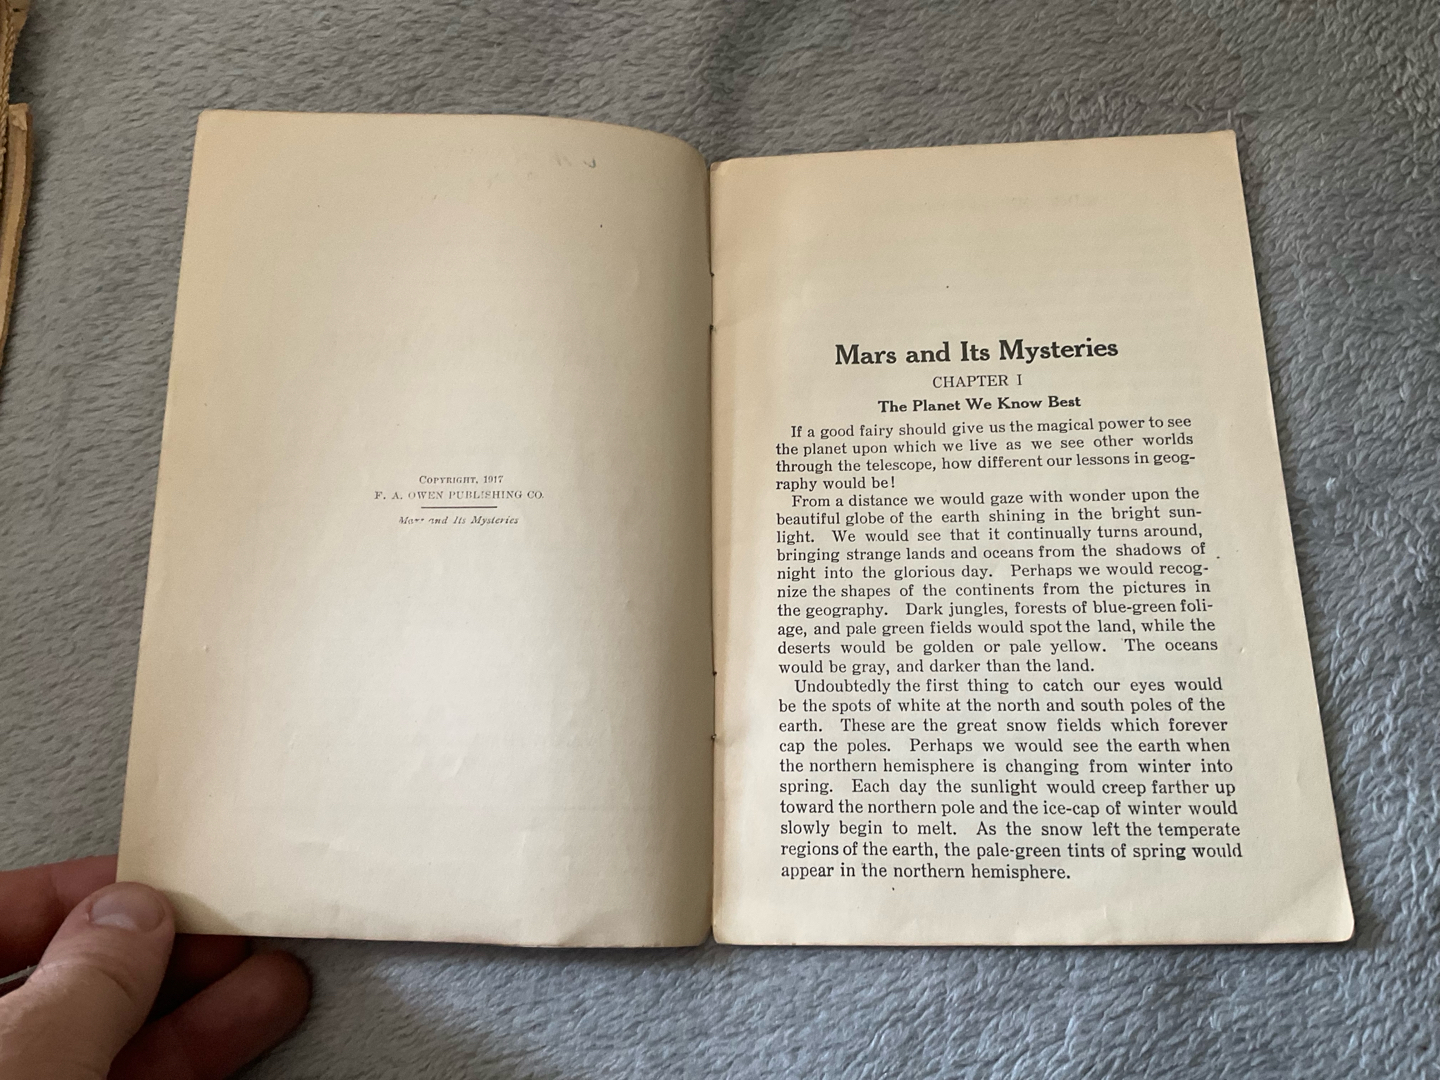 COPYRIGHT, 1917
F. A. OWEN PUBLISHING CO.
Mars and Its Mysteries
Mars and Its Mysteries
CHAPTER I
The Planet We Know Best
If a good fairy should give us the magical power to see
the planet upon which we live as we see other worlds
through the telescope, how different our lessons in geog-
raphy would be!
From a distance we would gaze with wonder upon the
beautiful globe of the earth shining in the bright sun-
light. We would see that it continually turns around,
bringing strange lands and oceans from the shadows of
night into the glorious day. Perhaps we would recog-
nize the shapes of the continents from the pictures in
the geography. Dark jungles, forests of blue-green foli-
age, and pale green fields would spot the land, while the
deserts would be golden or pale yellow. The oceans
would be gray, and darker than the land.
Undoubtedly the first thing to catch our eyes would
be the spots of white at the north and south poles of the
earth. These are the great snow fields which forever
cap the poles. Perhaps we would see the earth when
the northern hemisphere is changing from winter into
spring. Each day the sunlight would creep farther up
toward the northern pole and the ice-cap of winter would
slowly begin to melt. As the snow left the temperate
regions of the earth, the pale-green tints of spring would
appear in the northern hemisphere.